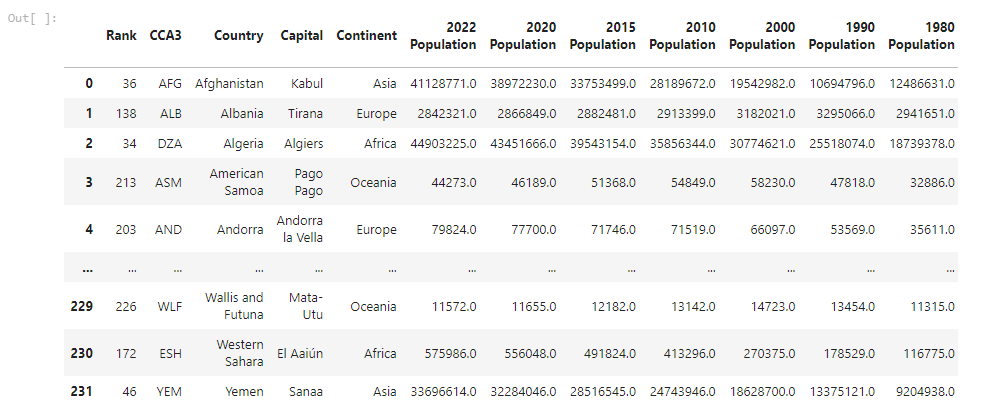 Out[ ]:
Rank CCA3 Country Capital Continent 2022 Population 2020 Population 2015 Population 2010 Population 2000 Population 1990 Population 1980 Population
0 36 AFG Afghanistan Kabul Asia 41128771.0 38972230.0 33753499.0 28189672.0 19542982.0 10694796.0 12486631.0
1 138 ALB Albania Tirana Europe 2842321.0 2866849.0 2882481.0 2913399.0 3182021.0 3295066.0 2941651.0
2 34 DZA Algeria Algiers Africa 44903225.0 43451666.0 39543154.0 35856344.0 30774621.0 25518074.0 18739378.0
3 213 ASM American Samoa Pago Pago Oceania 44273.0 46189.0 51368.0 54849.0 58230.0 47818.0 32886.0
4 203 AND Andorra Andorra la Vella Europe 79824.0 77700.0 71746.0 71519.0 66097.0 53569.0 35611.0
... ... ... ... ... ... ... ... ... ... ... ... ...
229 226 WLF Wallis and Futuna Mata-Utu Oceania 11572.0 11655.0 12182.0 13142.0 14723.0 13454.0 11315.0
230 172 ESH Western Sahara El Aaiún Africa 575986.0 556048.0 491824.0 413296.0 270375.0 178529.0 116775.0
231 46 YEM Yemen Sanaa Asia 33696614.0 32284046.0 28516545.0 24743946.0 18628700.0 13375121.0 9204938.0